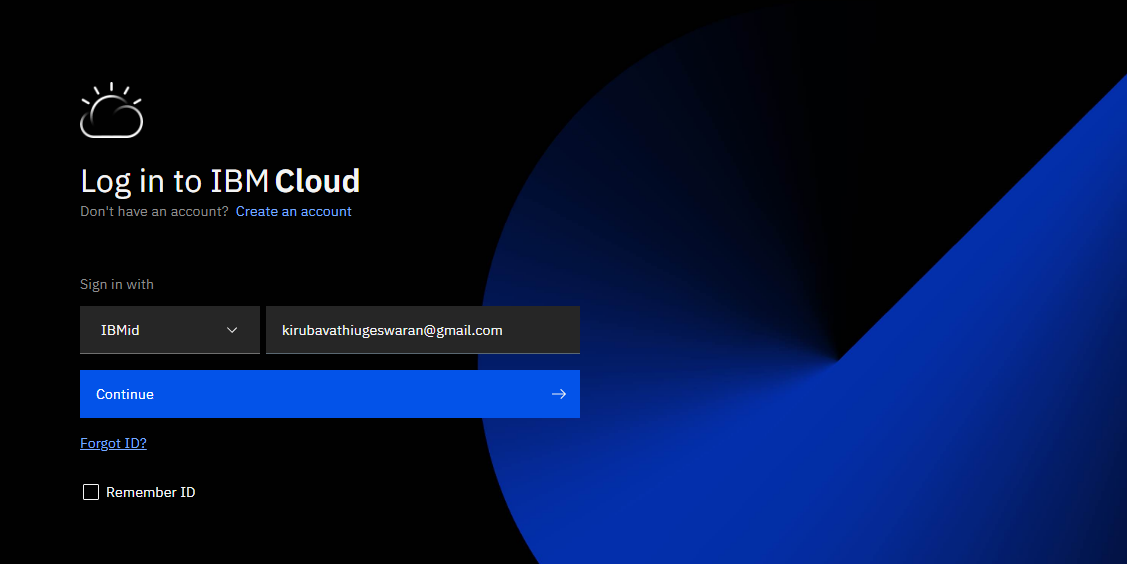 Log in to IBM Cloud
Don't have an account? Create an account
Sign in with
IBMid kirubavathiugeswaran@gmail.com
Continue
Forgot ID?
Remember ID